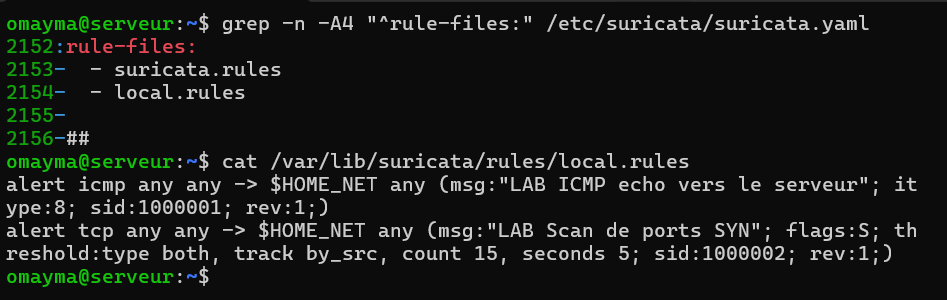 omayma@serveur:~$ grep -n -A4 "^rule-files:" /etc/suricata/suricata.yaml
2152:rule-files:
2153-  - suricata.rules
2154-  - local.rules
2155-
2156-##
omayma@serveur:~$ cat /var/lib/suricata/rules/local.rules
alert icmp any any -> $HOME_NET any (msg:"LAB ICMP echo vers le serveur"; it
ype:8; sid:1000001; rev:1;)
alert tcp any any -> $HOME_NET any (msg:"LAB Scan de ports SYN"; flags:S; th
reshold:type both, track by_src, count 15, seconds 5; sid:1000002; rev:1;)
omayma@serveur:~$